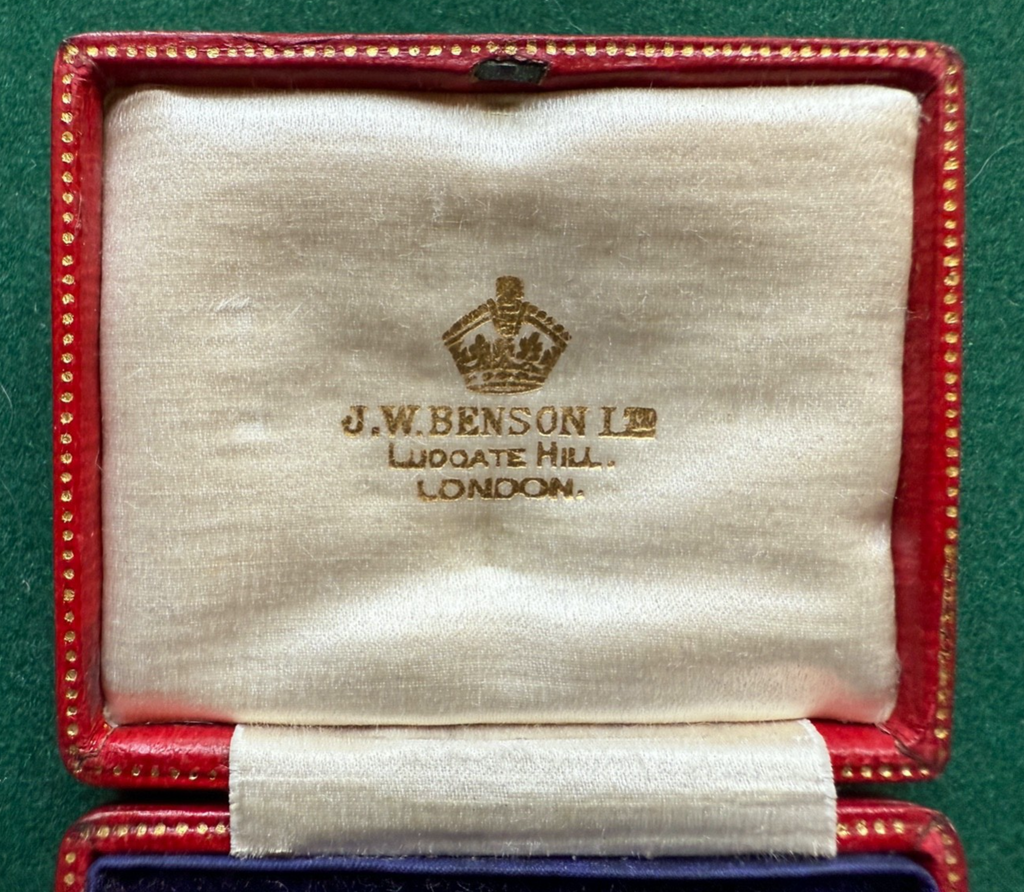 J.W. BENSON LTD
LUDGATE HILL.
LONDON.